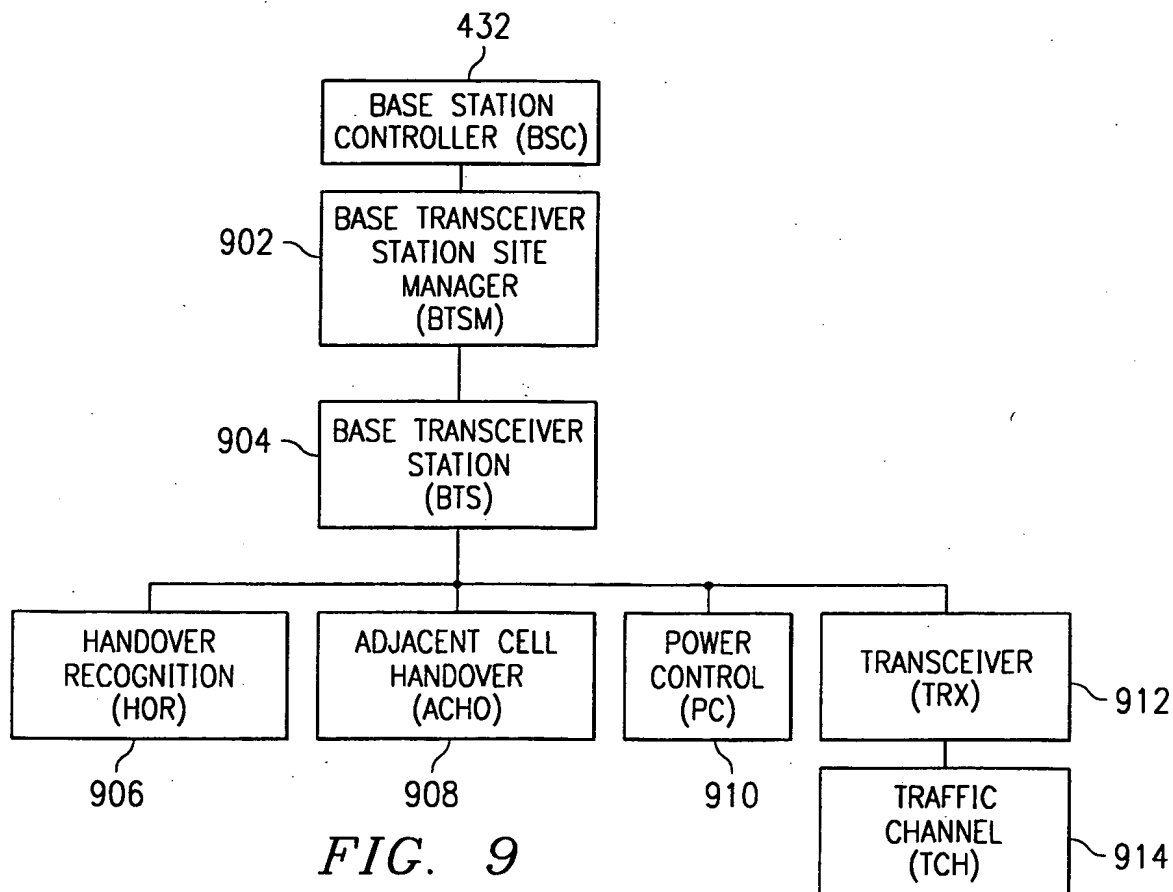 432
BASE STATION
CONTROLLER (BSC)
902
BASE TRANSCEIVER
STATION SITE
MANAGER
(BTSM)
904
BASE TRANSCEIVER
STATION
(BTS)
HANDOVER
RECOGNITION
(HOR)
906
ADJACENT CELL
HANDOVER
(ACHO)
908
POWER
CONTROL
(PC)
910
TRANSCEIVER
(TRX)
912
TRAFFIC
CHANNEL
(TCH)
914
FIG. 9